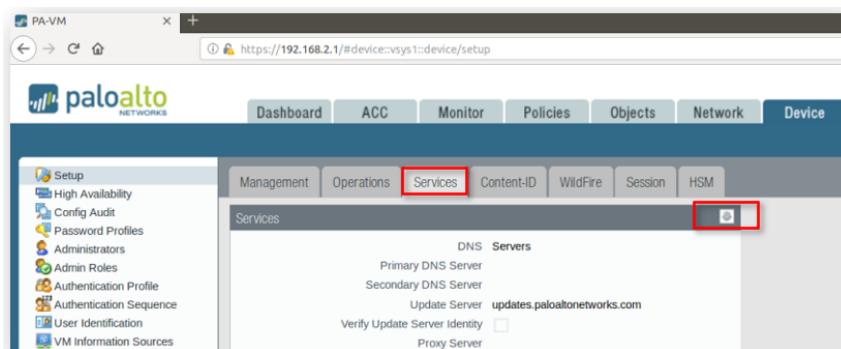 PA-VM
https://192.168.2.1/#device::vsys1::device/setup
paloalto
NETWORKS
Dashboard ACC Monitor Policies Objects Network Device
Setup
High Availability
Config Audit
Password Profiles
Administrators
Admin Roles
Authentication Profile
Authentication Sequence
User Identification
VM Information Sources
Management Operations Services Content-ID WildFire Session HSM
Services
DNS Servers
Primary DNS Server
Secondary DNS Server
Update Server updates.paloaltonetworks.com
Verify Update Server Identity
Proxy Server